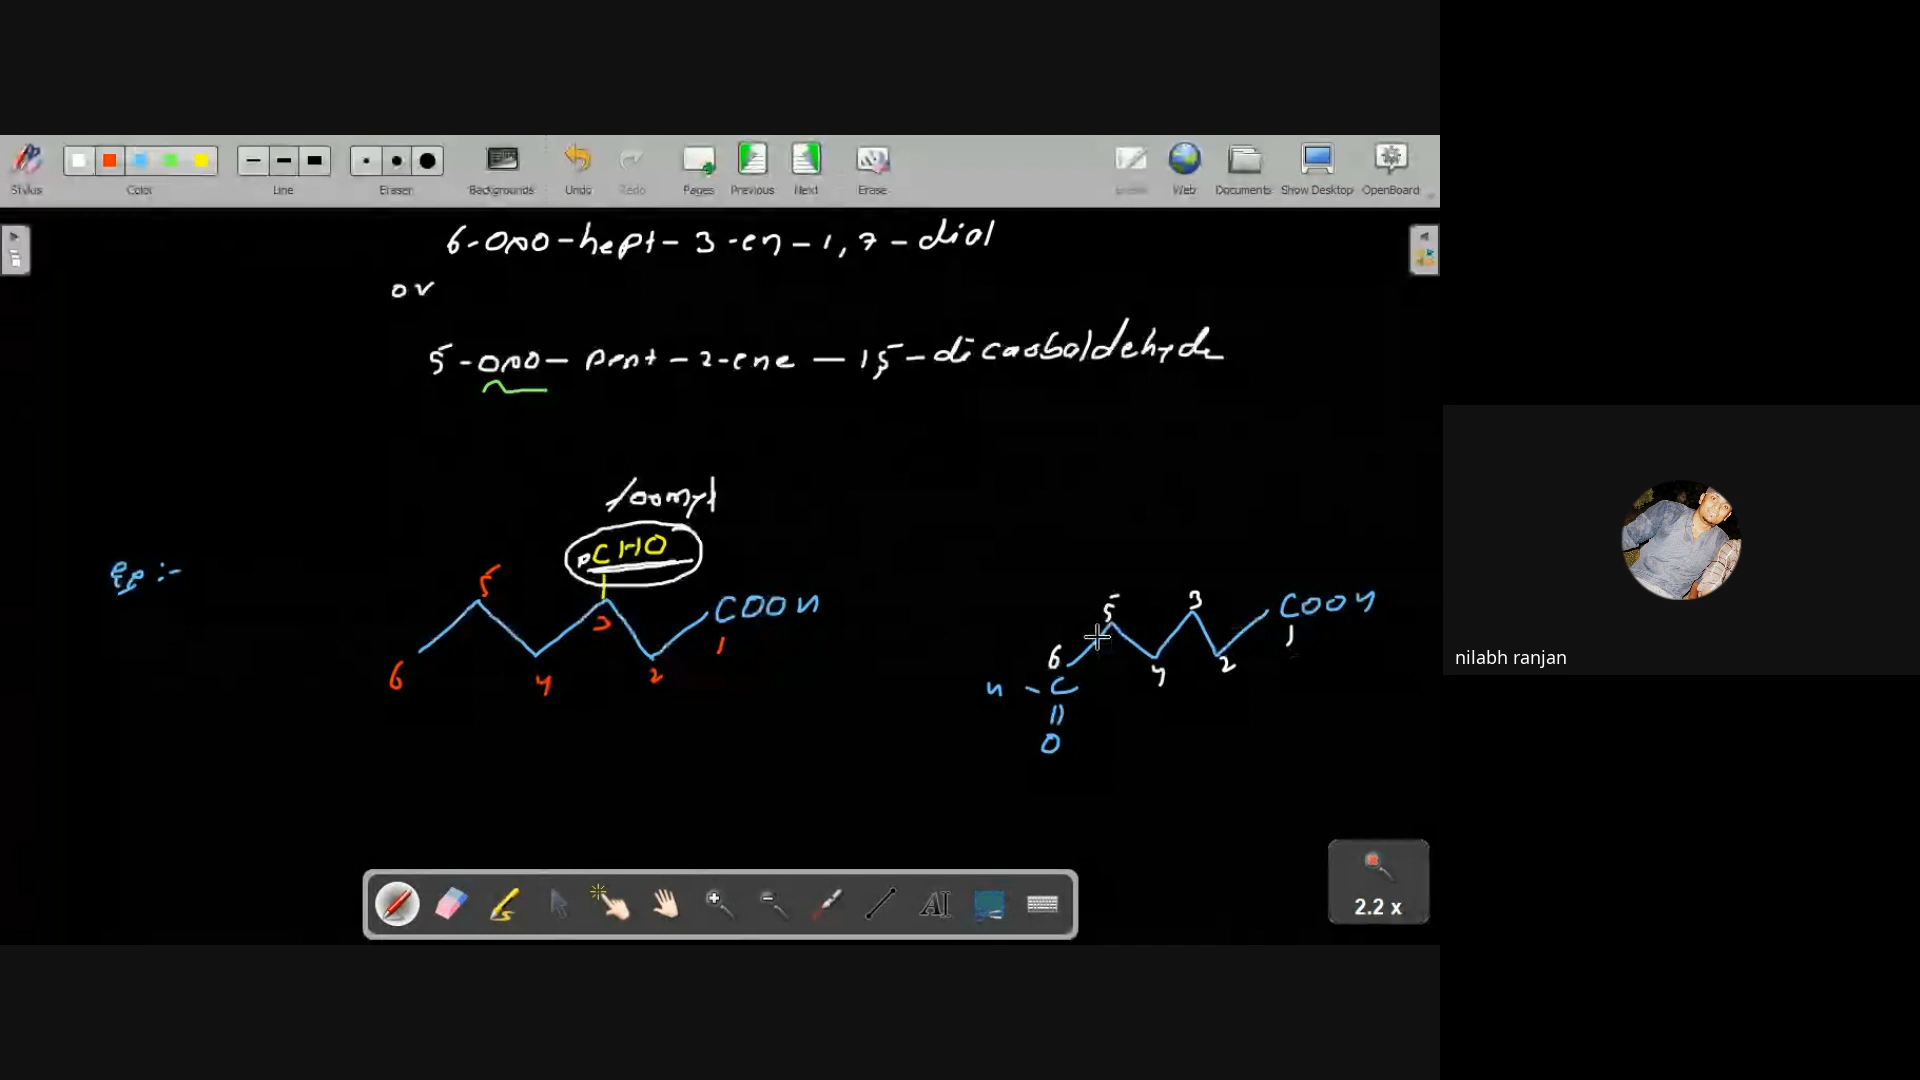 Stylus Color Line Eraser Backgrounds Undo Redo Pages Previous Next Erase Web Documents Show Desktop OpenBoard
6-oxo-hept-3-en-1,7-dial
or
5-oxo-pent-2-ene-1,5-dicarbaldehyde
formyl
CHO
Eg:-
5 3 COOH
6 4 2 1
5 3 COOH
6 4 2 1
H-C
O
nilabh ranjan
2.2 x